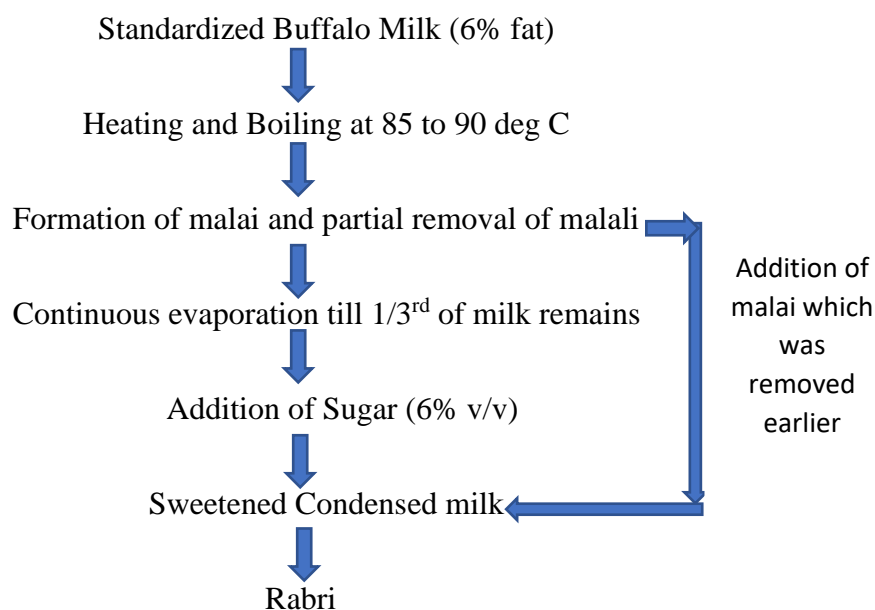 Standardized Buffalo Milk (6% fat)
Heating and Boiling at 85 to 90 deg C
Formation of malai and partial removal of malali
Continuous evaporation till 1/3rd of milk remains
Addition of Sugar (6% v/v)
Sweetened Condensed milk
Rabri
Addition of
malai which
was
removed
earlier